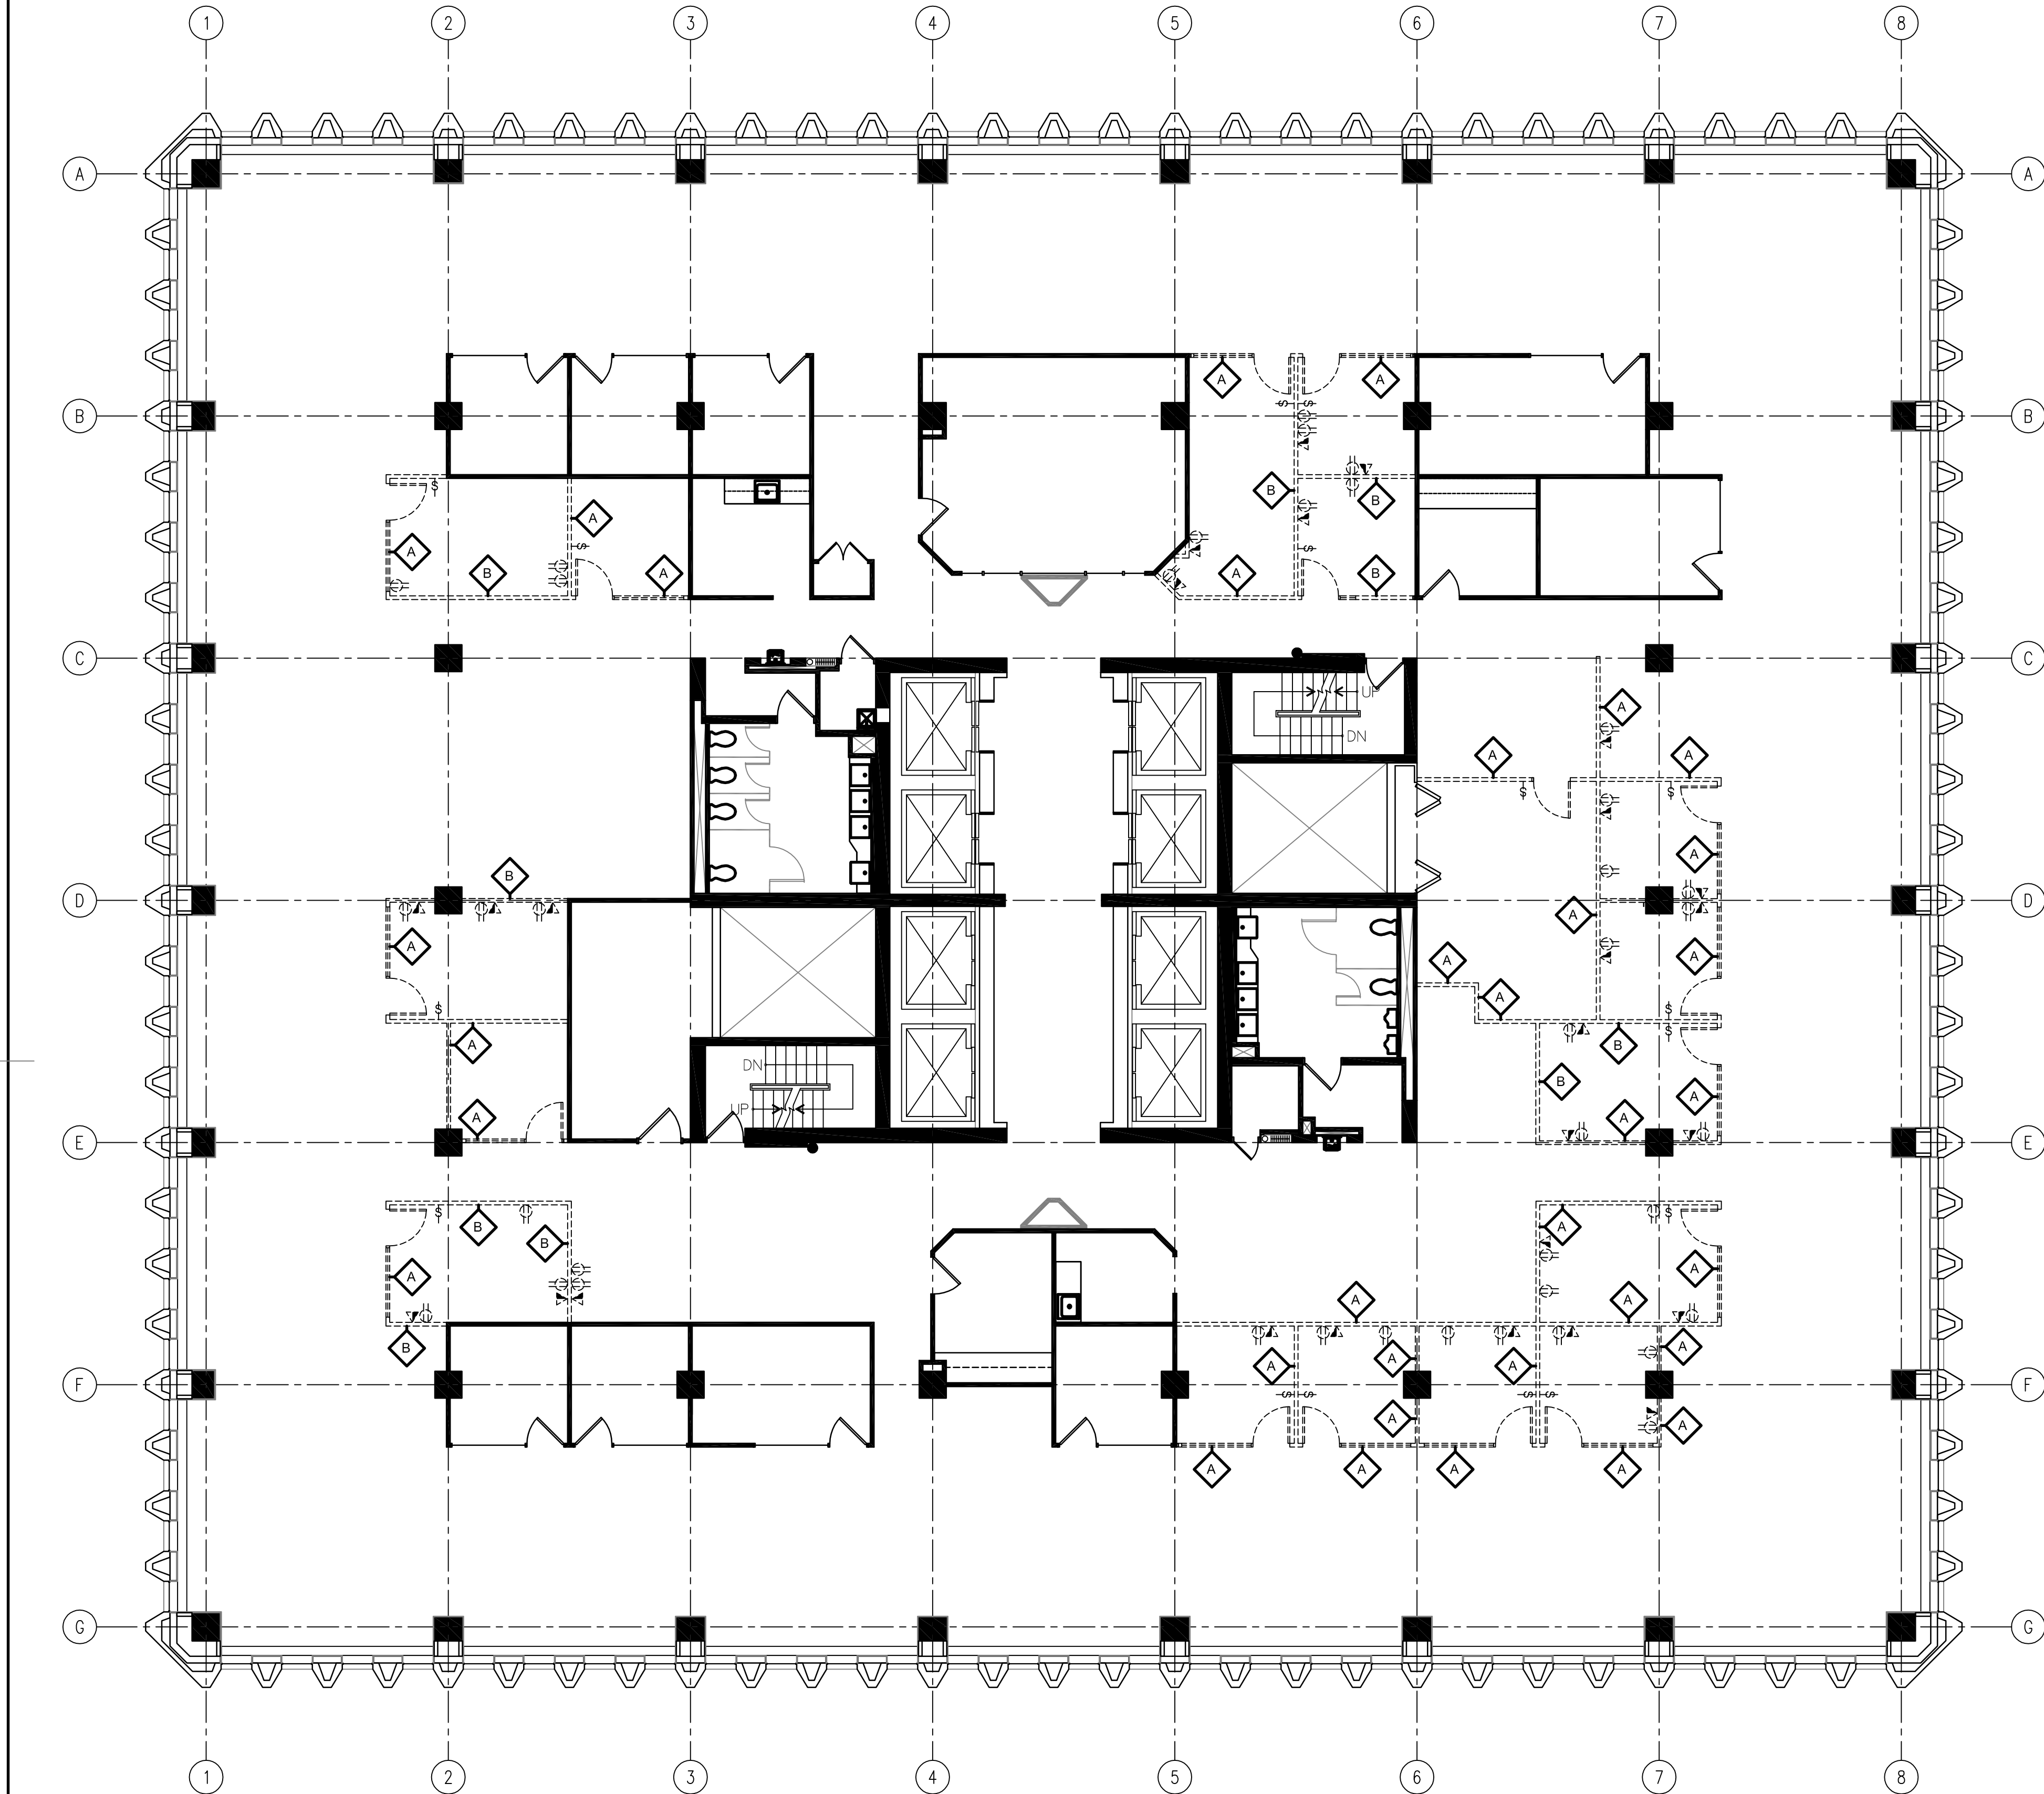 1 2 3 4 5 6 7 8
A A
B B
A A
S S
S B B
A A
A B A S A B
C C
A
UP
A A
DN
S S
A
B
D D
A A
A A
A
S S
A B S
B
DN A
UP A A
E E
S B A S
B A
A A
A A
B A
A A A
F F
S S S S
A A
A A A A
G G
1 2 3 4 5 6 7 8